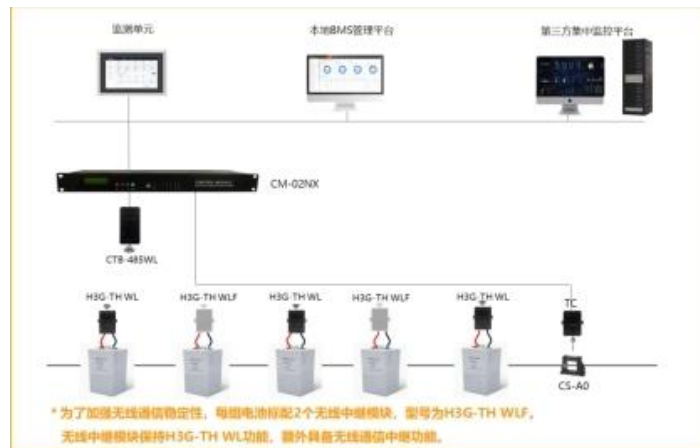 监测单元 本地BMS管理平台 第三方集中监控平台
CM-02NX
CTB-485WL
H3G-TH WL H3G-TH WLF H3G-TH WL H3G-TH WLF H3G-TH WL TC
CS-A0
*为了加强无线通信稳定性，每组电池标配2个无线中继模块，型号为H3G-TH WLF，
无线中继模块保持H3G-TH WL功能，额外具备无线通信中继功能。